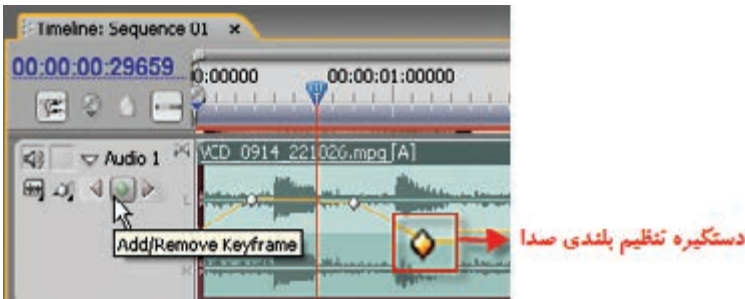 Timeline: Sequence 01 ×
00:00:00:29659
0:00000 00:00:01:00000
Audio 1
VCD_0914_221026.mpg [A]
L
Add/Remove Keyframe
R
دستگیره تنظیم بلندی صدا